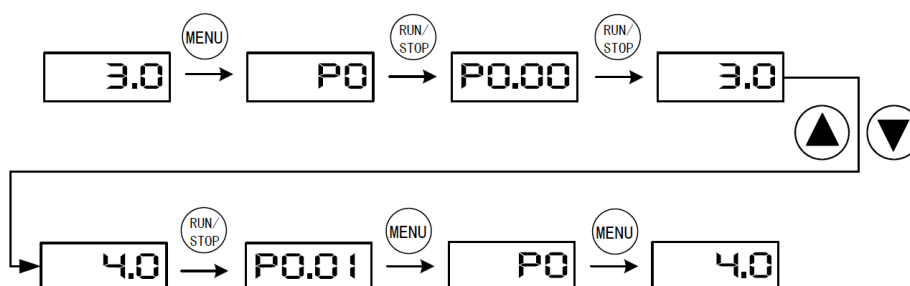 MENU
RUN/
STOP
RUN/
STOP
3.0
P0
P0.00
3.0
RUN/
STOP
MENU
MENU
4.0
P0.01
P0
4.0